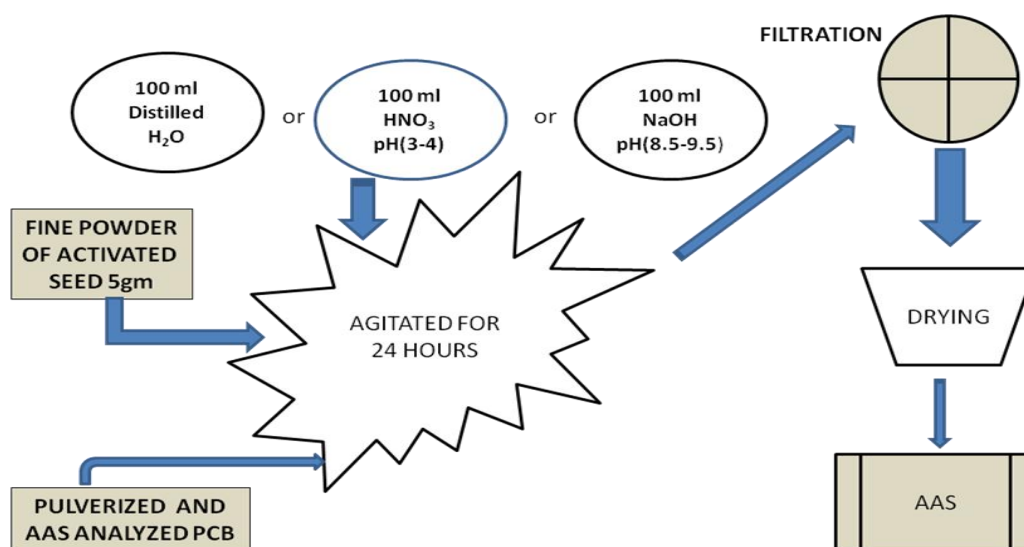 FILTRATION
100 ml
Distilled
H₂O
or
100 ml
HNO₃
pH(3-4)
or
100 ml
NaOH
pH(8.5-9.5)
FINE POWDER
OF ACTIVATED
SEED 5gm
AGITATED FOR
24 HOURS
DRYING
PULVERIZED AND
AAS ANALYZED PCB
AAS